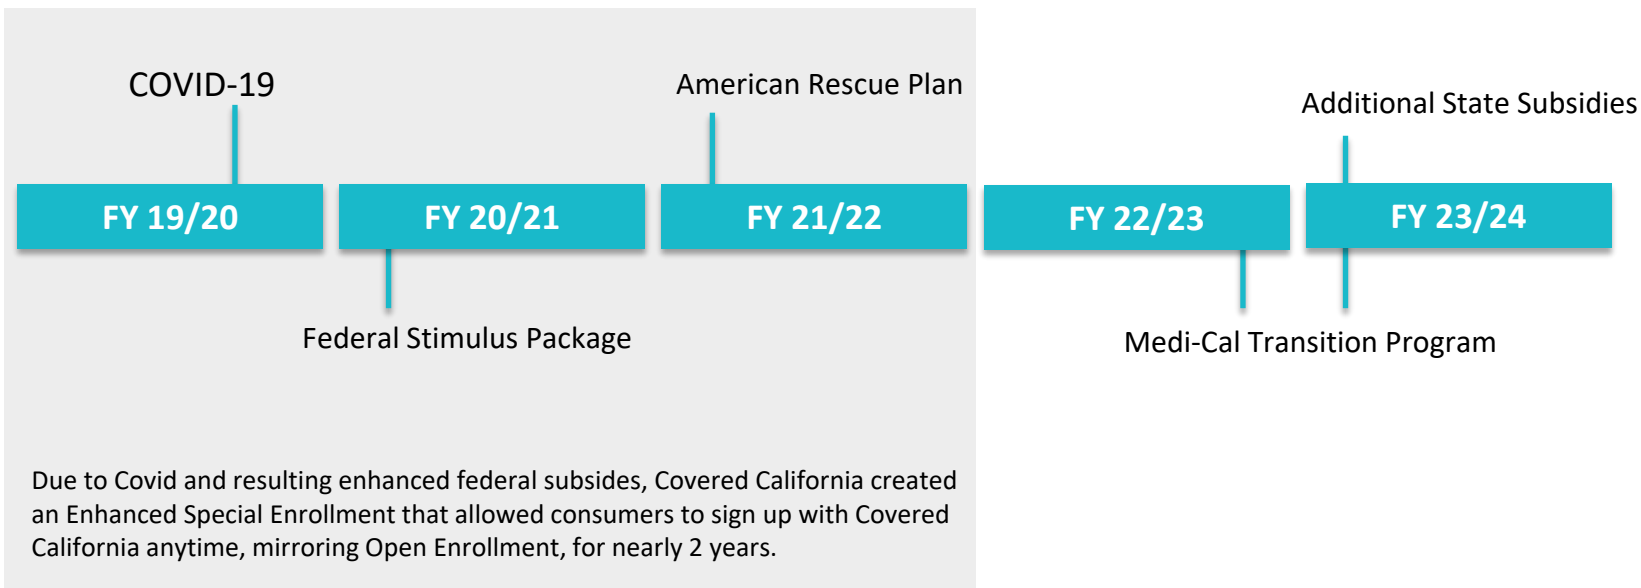 COVID-19
American Rescue Plan
Additional State Subsidies
FY 19/20
FY 20/21
FY 21/22
FY 22/23
FY 23/24
Federal Stimulus Package
Medi-Cal Transition Program
Due to Covid and resulting enhanced federal subsides, Covered California created
an Enhanced Special Enrollment that allowed consumers to sign up with Covered
California anytime, mirroring Open Enrollment, for nearly 2 years.